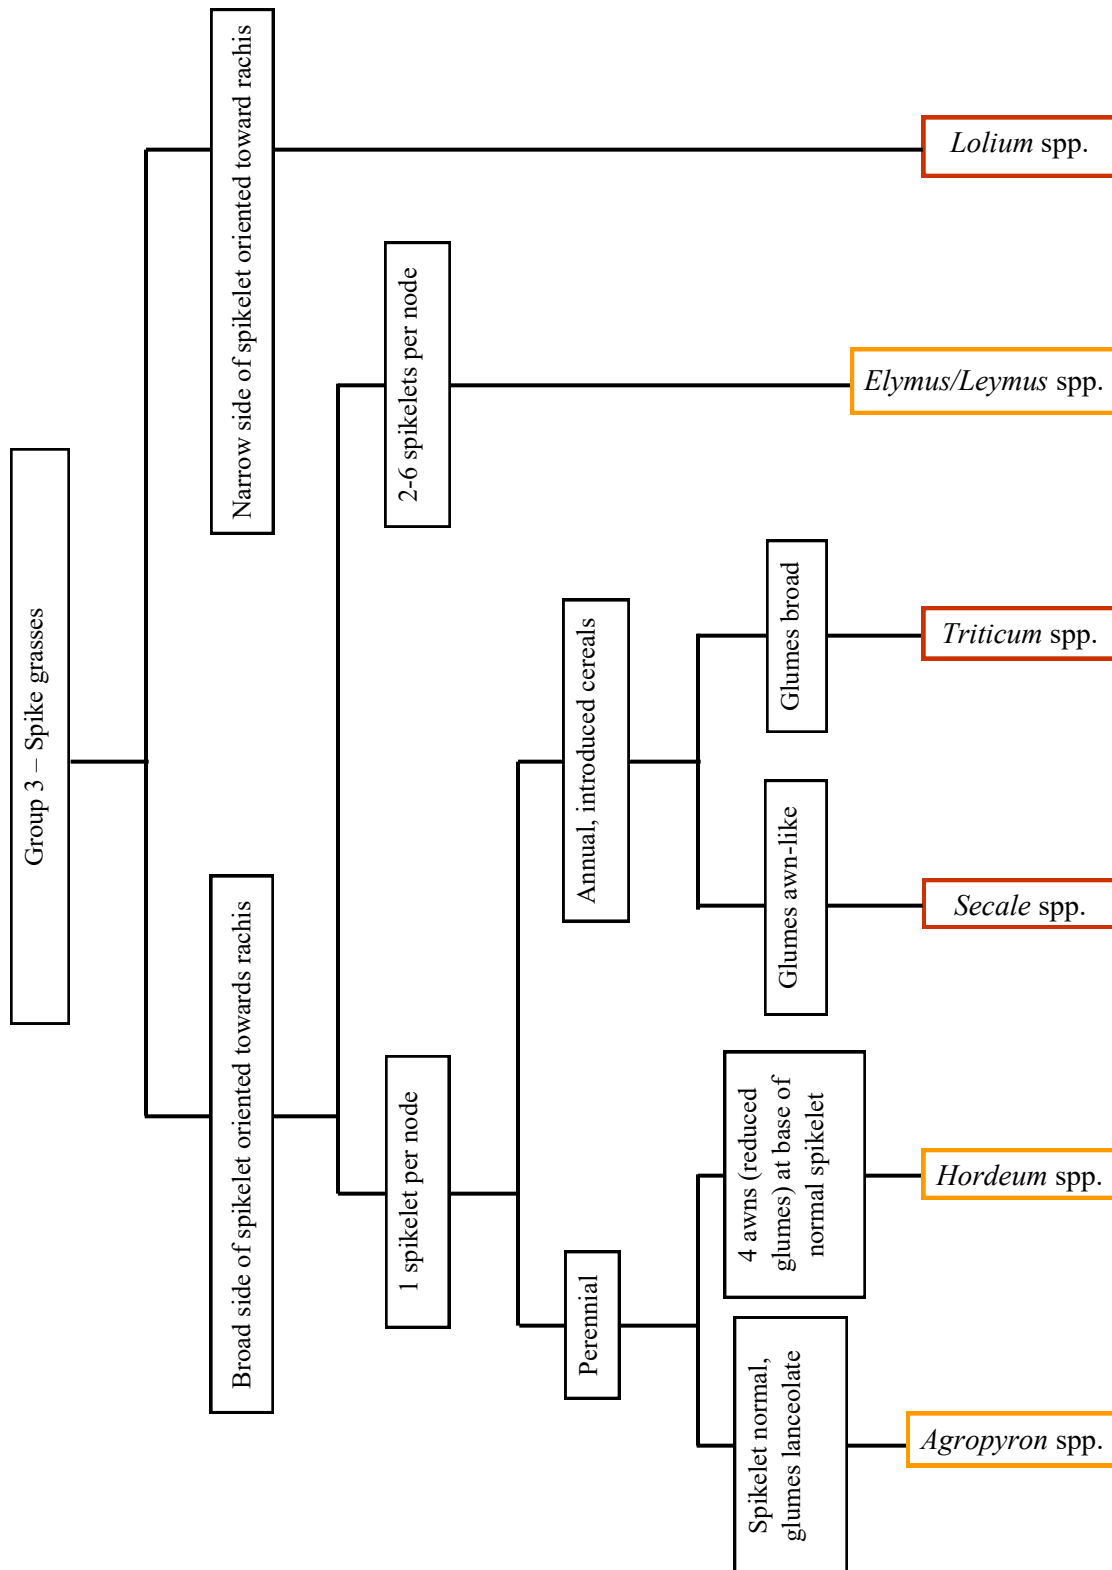 Group 3 – Spike grasses
Broad side of spikelet oriented towards rachis
Narrow side of spikelet oriented toward rachis
1 spikelet per node
2-6 spikelets per node
Perennial
Annual, introduced cereals
Spikelet normal,
glumes lanceolate
4 awns (reduced
glumes) at base of
normal spikelet
Glumes awn-like
Glumes broad
Agropyron spp.
Hordeum spp.
Secale spp.
Triticum spp.
Elymus/Leymus spp.
Lolium spp.